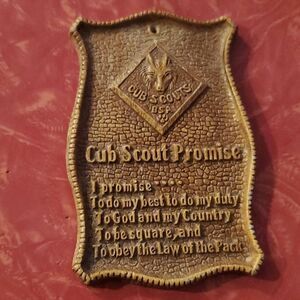 CUB SCOUTS
BSA
Cub Scout Promise
I promise ....
To do my best to do my duty
To God and my Country
To be square, and
To obey the law of the Pack